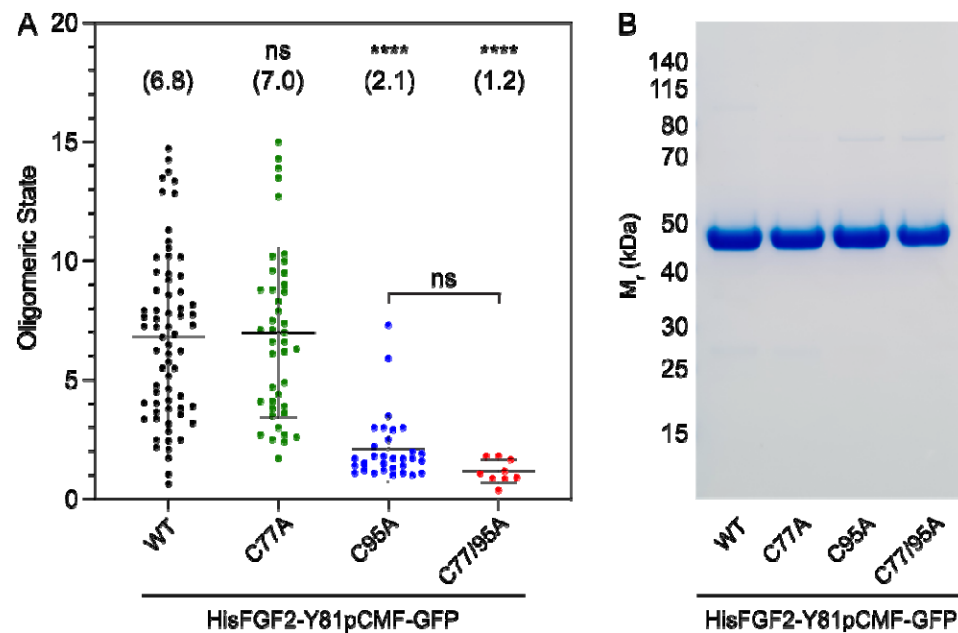 A
20
15
10
5
0
Oligomeric State
ns
****
****
(6.8)
(7.0)
(2.1)
(1.2)
ns
WT
C77A
C95A
C77/95A
HisFGF2-Y81pCMF-GFP
B
140
115
80
70
50
40
30
25
15
Mr (kDa)
WT
C77A
C95A
C77/95A
HisFGF2-Y81pCMF-GFP